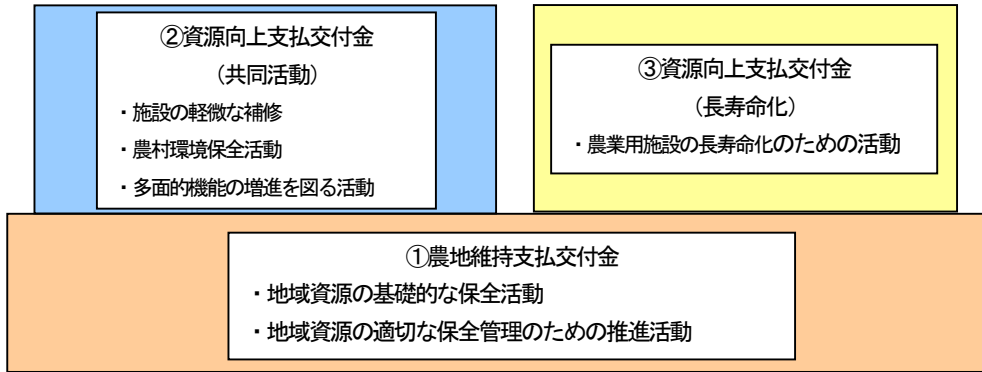 ②資源向上支払交付金
（共同活動）
・施設の軽微な補修
・農村環境保全活動
・多面的機能の増進を図る活動
③資源向上支払交付金
（長寿命化）
・農業用施設の長寿命化のための活動
①農地維持支払交付金
・地域資源の基礎的な保全活動
・地域資源の適切な保全管理のための推進活動